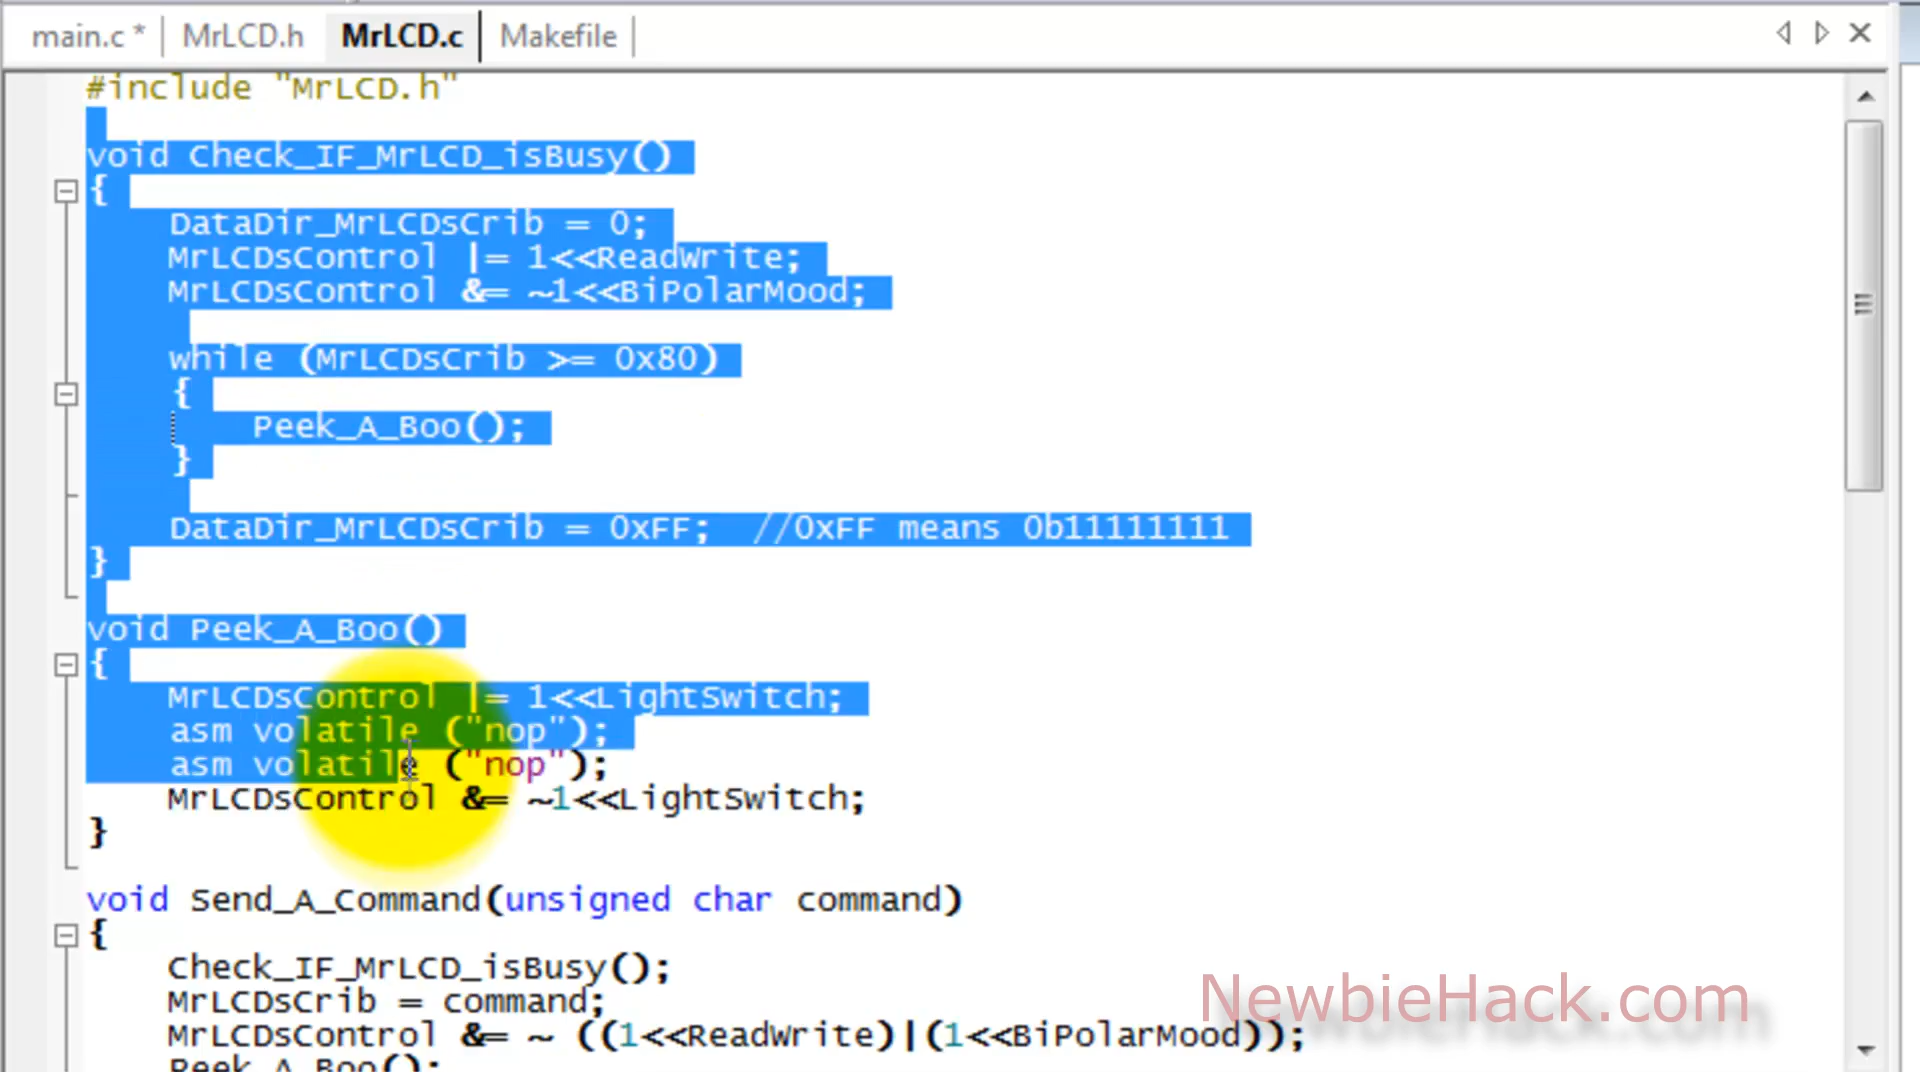 main.c * MrLCD.h MrLCD.c Makefile
#include "MrLCD.h"
void Check_IF_MrLCD_isBusy()
{
DataDir_MrLCDsCrib = 0;
MrLCDsControl |= 1<<ReadWrite;
MrLCDsControl &= ~1<<BiPolarMood;
while (MrLCDsCrib >= 0x80)
{
Peek_A_Boo();
}
DataDir_MrLCDsCrib = 0xFF; //0xFF means 0b11111111
}
void Peek_A_Boo()
{
MrLCDsControl |= 1<<LightSwitch;
asm volatile ("nop");
asm volatile ("nop");
MrLCDsControl &= ~1<<LightSwitch;
}
void Send_A_Command(unsigned char command)
{
Check_IF_MrLCD_isBusy();
MrLCDsCrib = command;
MrLCDsControl &= ~ ((1<<ReadWrite)|(1<<BiPolarMood));
Peek_A_Boo();
NewbieHack.com